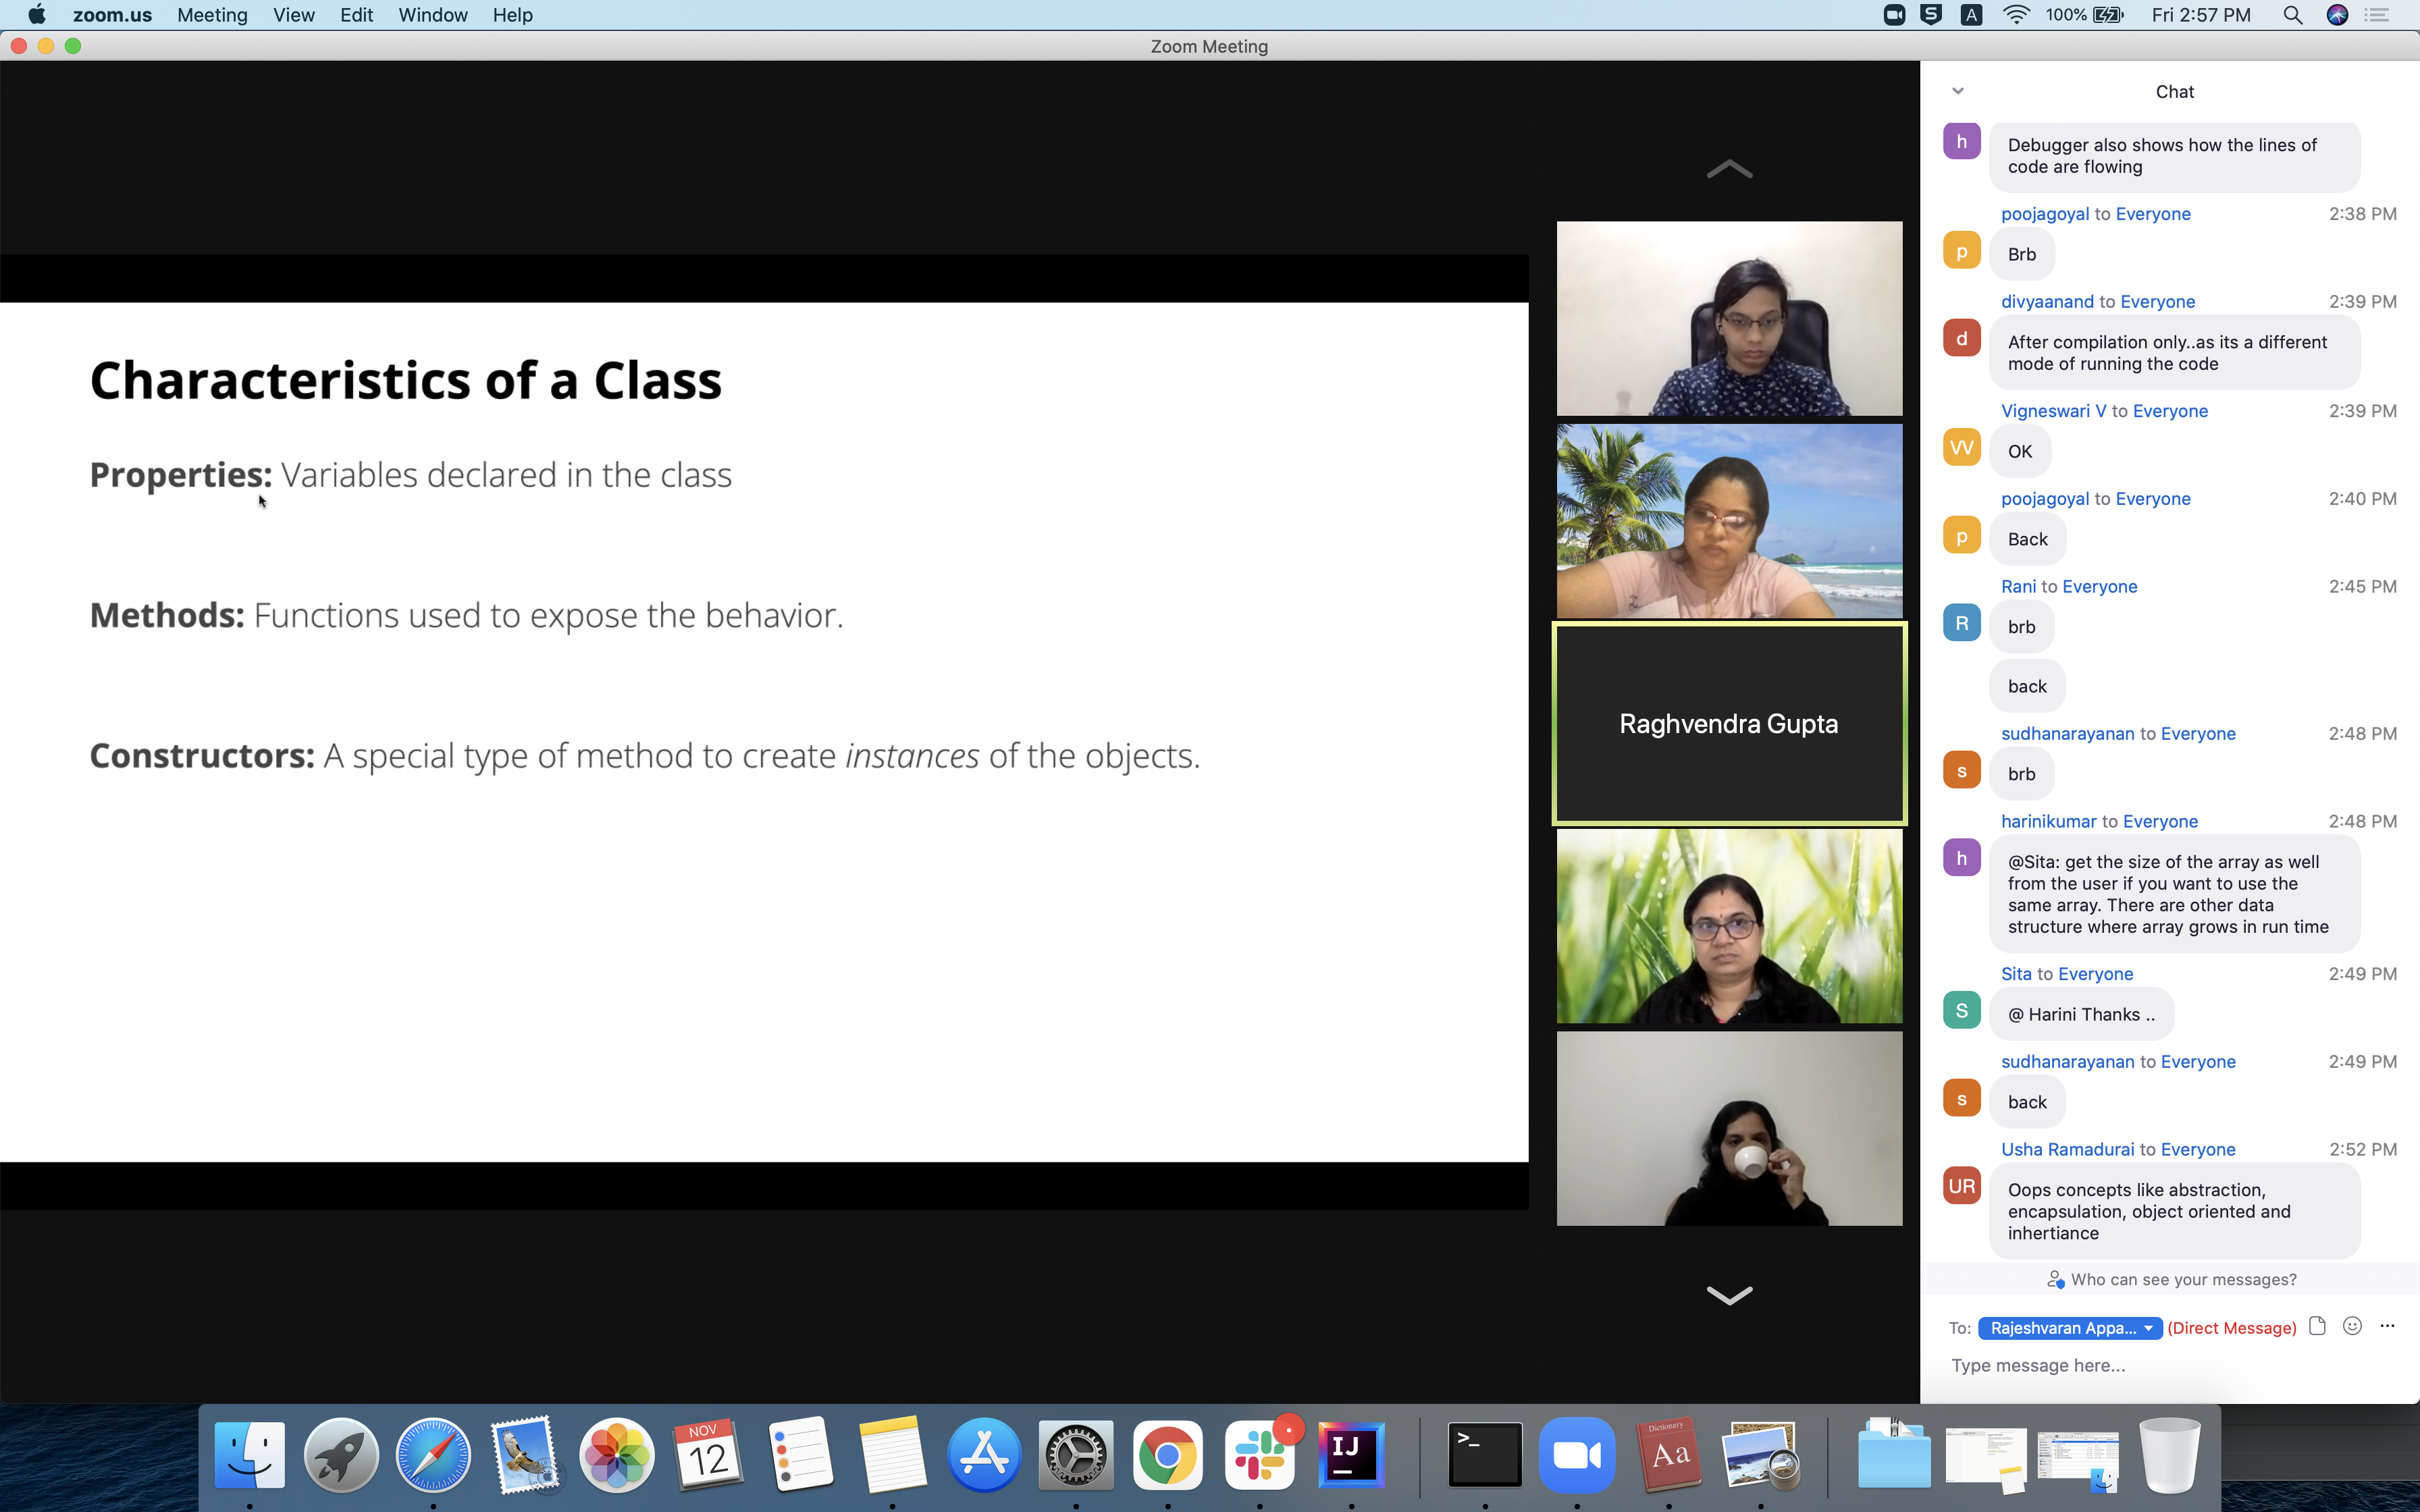 zoom.us Meeting View Edit Window Help
S A 100% Fri 2:57 PM
Zoom Meeting
Characteristics of a Class
Properties: Variables declared in the class
Methods: Functions used to expose the behavior.
Constructors: A special type of method to create instances of the objects.
Raghvendra Gupta
Chat
h
Debugger also shows how the lines of
code are flowing
poojagoyal to Everyone 2:38 PM
p
Brb
divyaanand to Everyone 2:39 PM
d
After compilation only..as its a different
mode of running the code
Vigneswari V to Everyone 2:39 PM
VV
OK
poojagoyal to Everyone 2:40 PM
p
Back
Rani to Everyone 2:45 PM
R
brb
back
sudhanarayanan to Everyone 2:48 PM
s
brb
harinikumar to Everyone 2:48 PM
h
@Sita: get the size of the array as well
from the user if you want to use the
same array. There are other data
structure where array grows in run time
Sita to Everyone 2:49 PM
S
@ Harini Thanks ..
sudhanarayanan to Everyone 2:49 PM
s
back
Usha Ramadurai to Everyone 2:52 PM
UR
Oops concepts like abstraction,
encapsulation, object oriented and
inhertiance
Who can see your messages?
To: Rajeshvaran Appa... (Direct Message)
Type message here...
NOV
12
IJ
>_
Dictionary
Aa